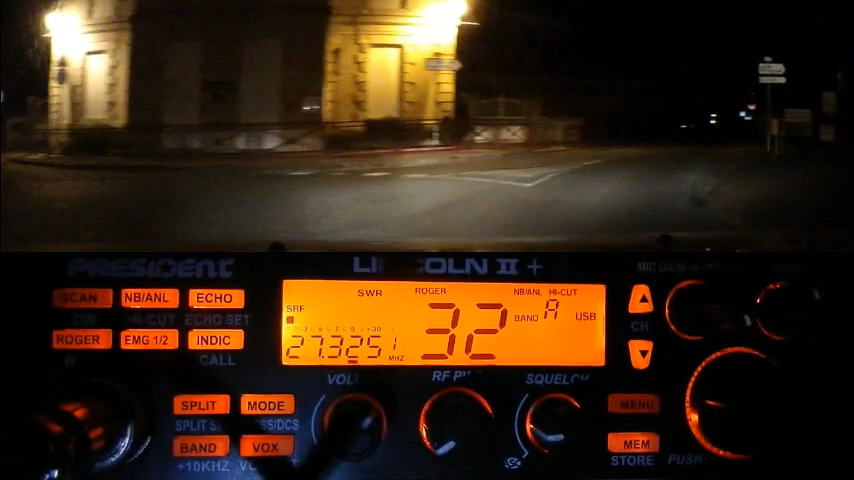 PRESIDENT
LINCOLN II +
MIC GAIN
SCAN NB/ANL ECHO
SWR ROGER NB/ANL HI-CUT
SRF
32 BAND A USB
CH
HI-CUT ECHO SET
ROGER EMG 1/2 INDIC
27.3251 MHZ
CALL
VOL RF PW SQUELCH
SPLIT MODE
MENU
BAND VOX
MEM
+10KHZ
STORE PUSH